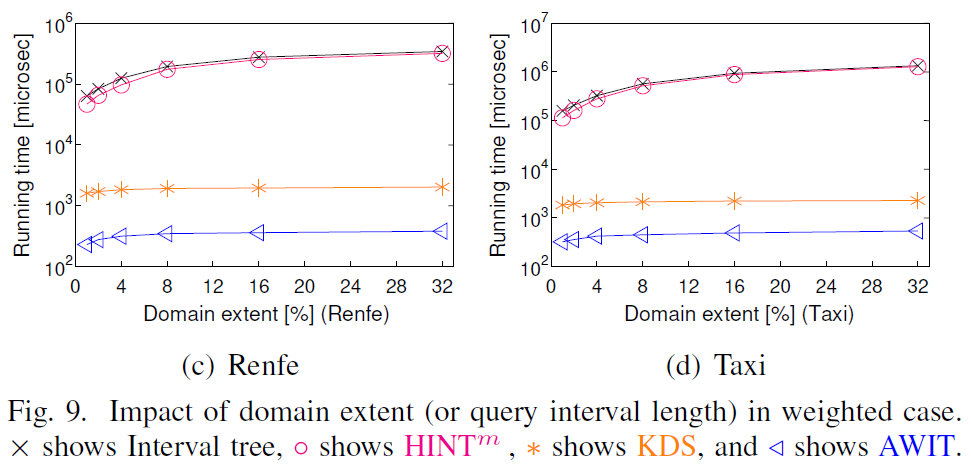 10^6
10^5
10^4
10^3
10^2
Running time [microsec]
0 4 8 12 16 20 24 28 32
Domain extent [%] (Renfe)
(c) Renfe
10^7
10^6
10^5
10^4
10^3
10^2
Running time [microsec]
0 4 8 12 16 20 24 28 32
Domain extent [%] (Taxi)
(d) Taxi
Fig. 9. Impact of domain extent (or query interval length) in weighted case.
× shows Interval tree, ○ shows HINT^m , ∗ shows KDS, and ◁ shows AWIT.